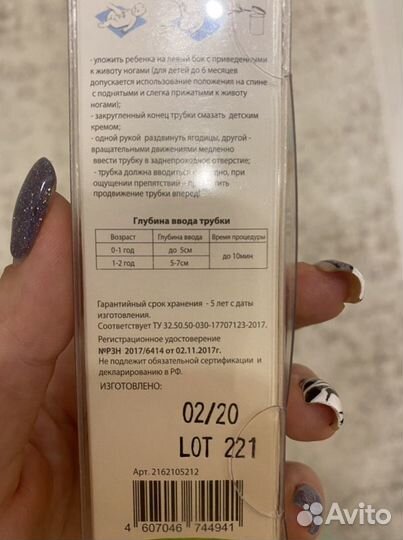 - уложить ребенка на левый бок с приведенными
к животу ногами (для детей до 6 месяцев
допускается использование положения на спине
с поднятыми и слегка прижатыми к животу
ногами);
- закругленный конец трубки смазать детским
кремом;
- одной рукой раздвинуть ягодицы, другой -
вращательными движениями медленно
ввести трубку в заднепроходное отверстие;
- трубка должна вводиться но, при
ощущении препятствий тить
продвижение трубки вперед!
Глубина ввода трубки
Возраст Глубина ввода Время процедуры
0-1 год до 5см до 10мин
1-2 год 5-7см
Гарантийный срок хранения - 5 лет с даты
изготовления.
Соответствует ТУ 32.50.50-030-17707123-2017.
Регистрационное удостоверение
№РЗН 2017/6414 от 02.11.2017г.
Не подлежит обязательной сертификации и
декларированию в РФ.
ИЗГОТОВЛЕНО:
02/20
LOT 221
Арт. 2162105212
4 607046 744941
Avito